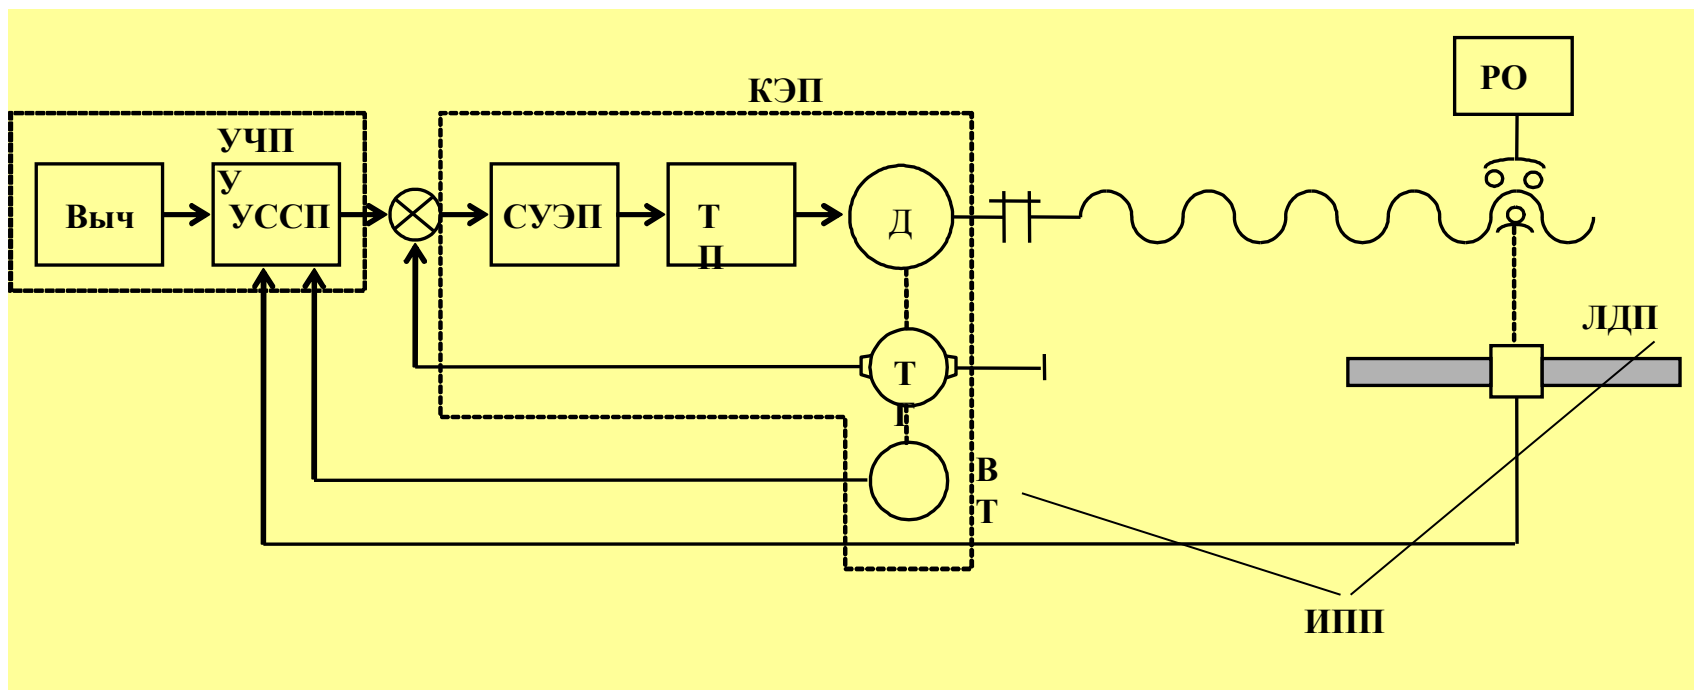 РО
КЭП
УЧП
У
Выч
УССП
СУЭП
Т
П
Д
ЛДП
Т
Г
В
Т
ИПП